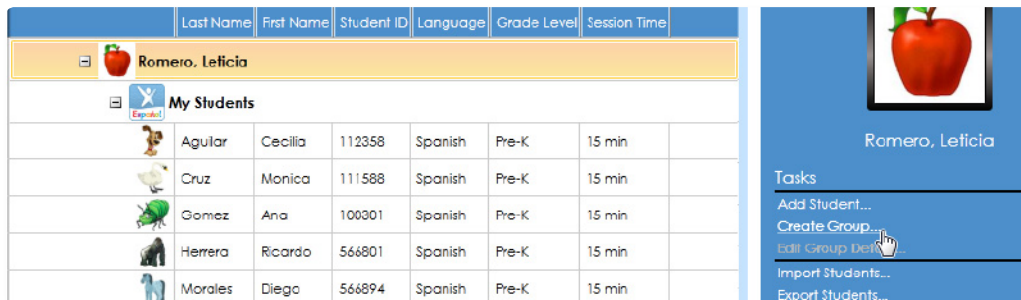 Last Name First Name Student ID Language Grade Level Session Time
Romero, Leticia
Español
My Students
Aguilar Cecilia 112358 Spanish Pre-K 15 min
Cruz Monica 111588 Spanish Pre-K 15 min
Gomez Ana 100301 Spanish Pre-K 15 min
Herrera Ricardo 566801 Spanish Pre-K 15 min
Morales Diego 566894 Spanish Pre-K 15 min
Romero, Leticia
Tasks
Add Student...
Create Group...
Edit Group
Import Students...
Export Students...